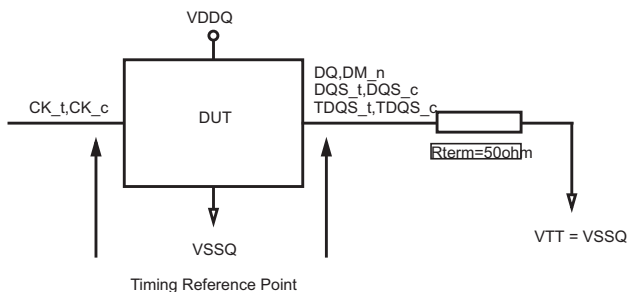 VDDQ
DQ,DM_n
DQS_t,DQS_c
CK_t,CK_c
DUT
TDQS_t,TDQS_c
Rterm=50ohm
VSSQ
VTT = VSSQ
Timing Reference Point